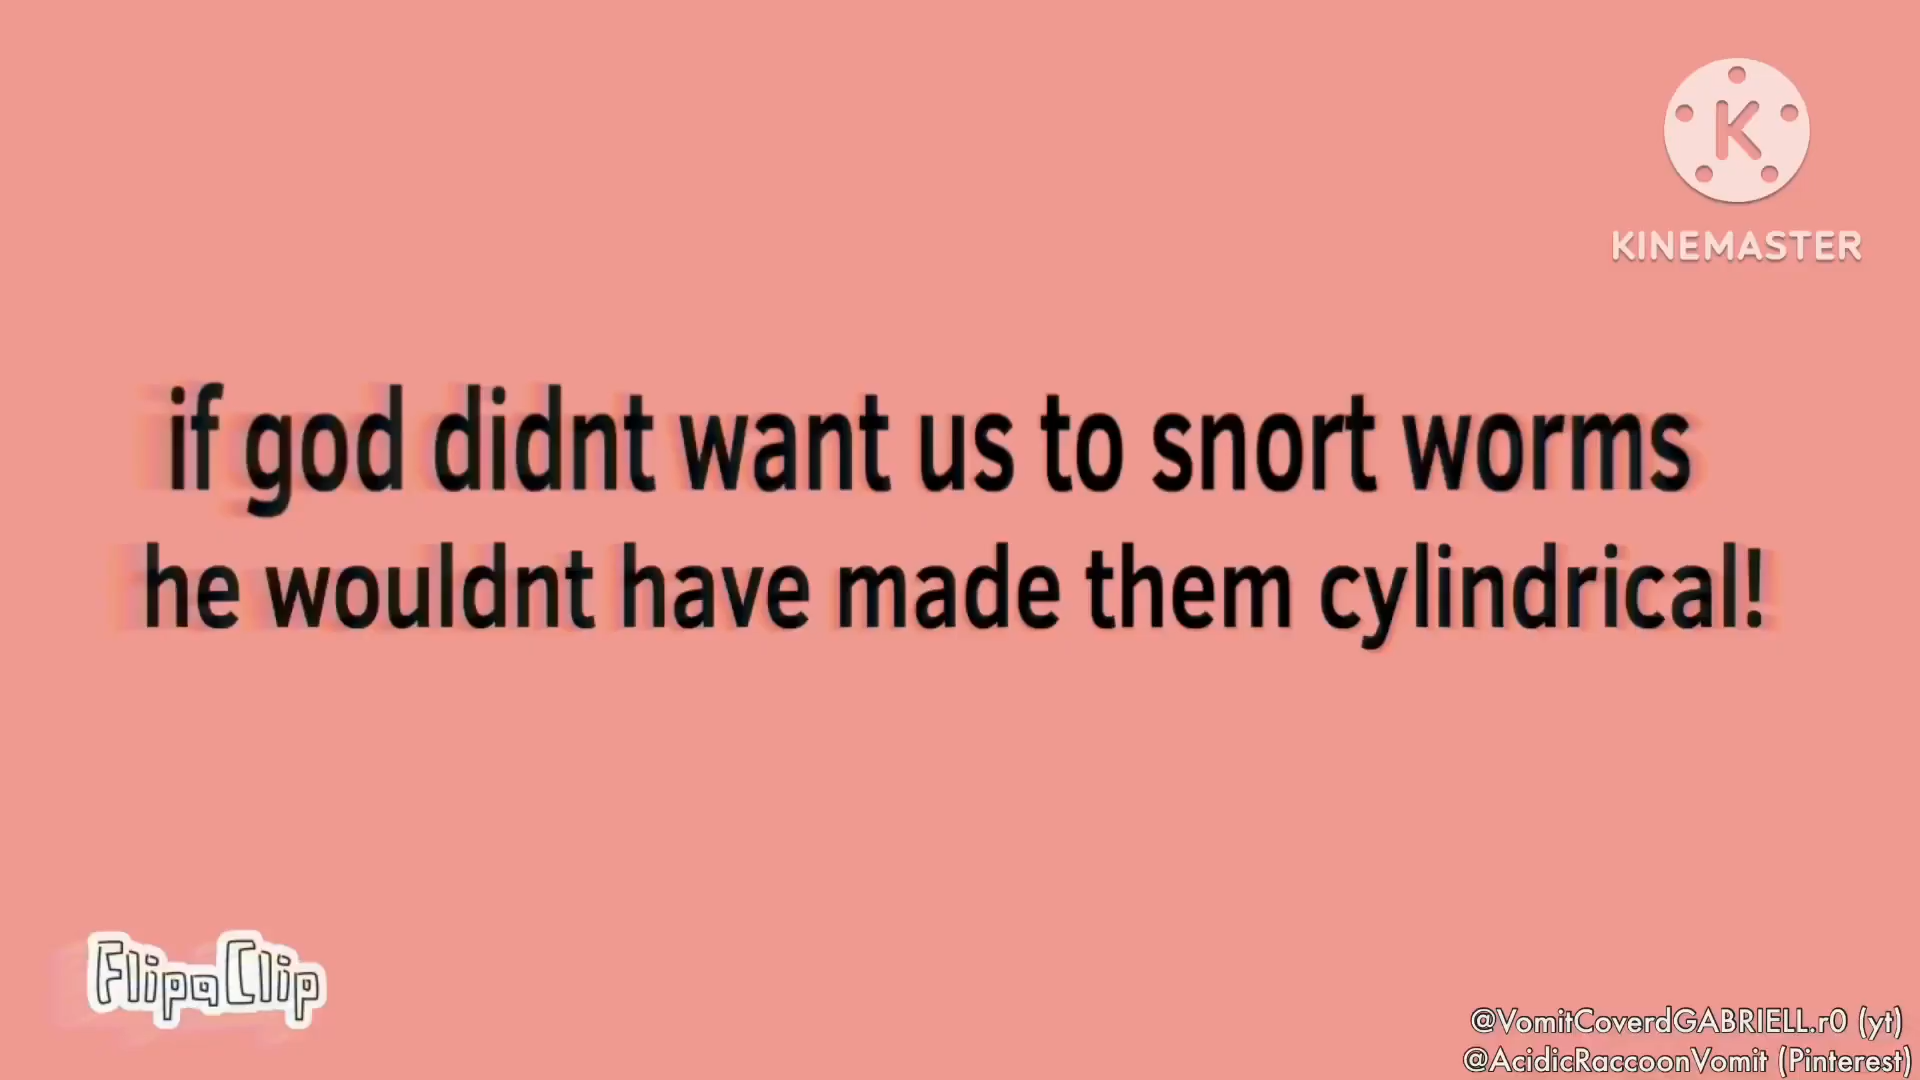 K
KINEMASTER
if god didnt want us to snort worms
he wouldnt have made them cylindrical!
FlipaClip
@VomitCoverdGABRIELL.r0 (yt)
@AcidicRaccoonVomit (Pinterest)